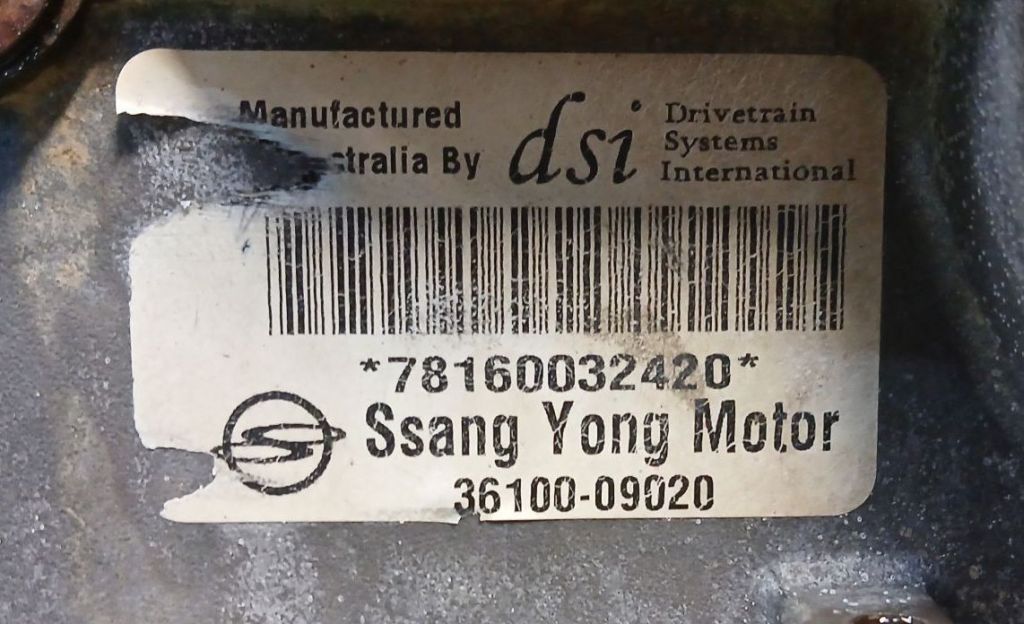 Manufactured
stralia By
dsi
Drivetrain
Systems
International
*78160032420*
Ssang Yong Motor
36100-09020